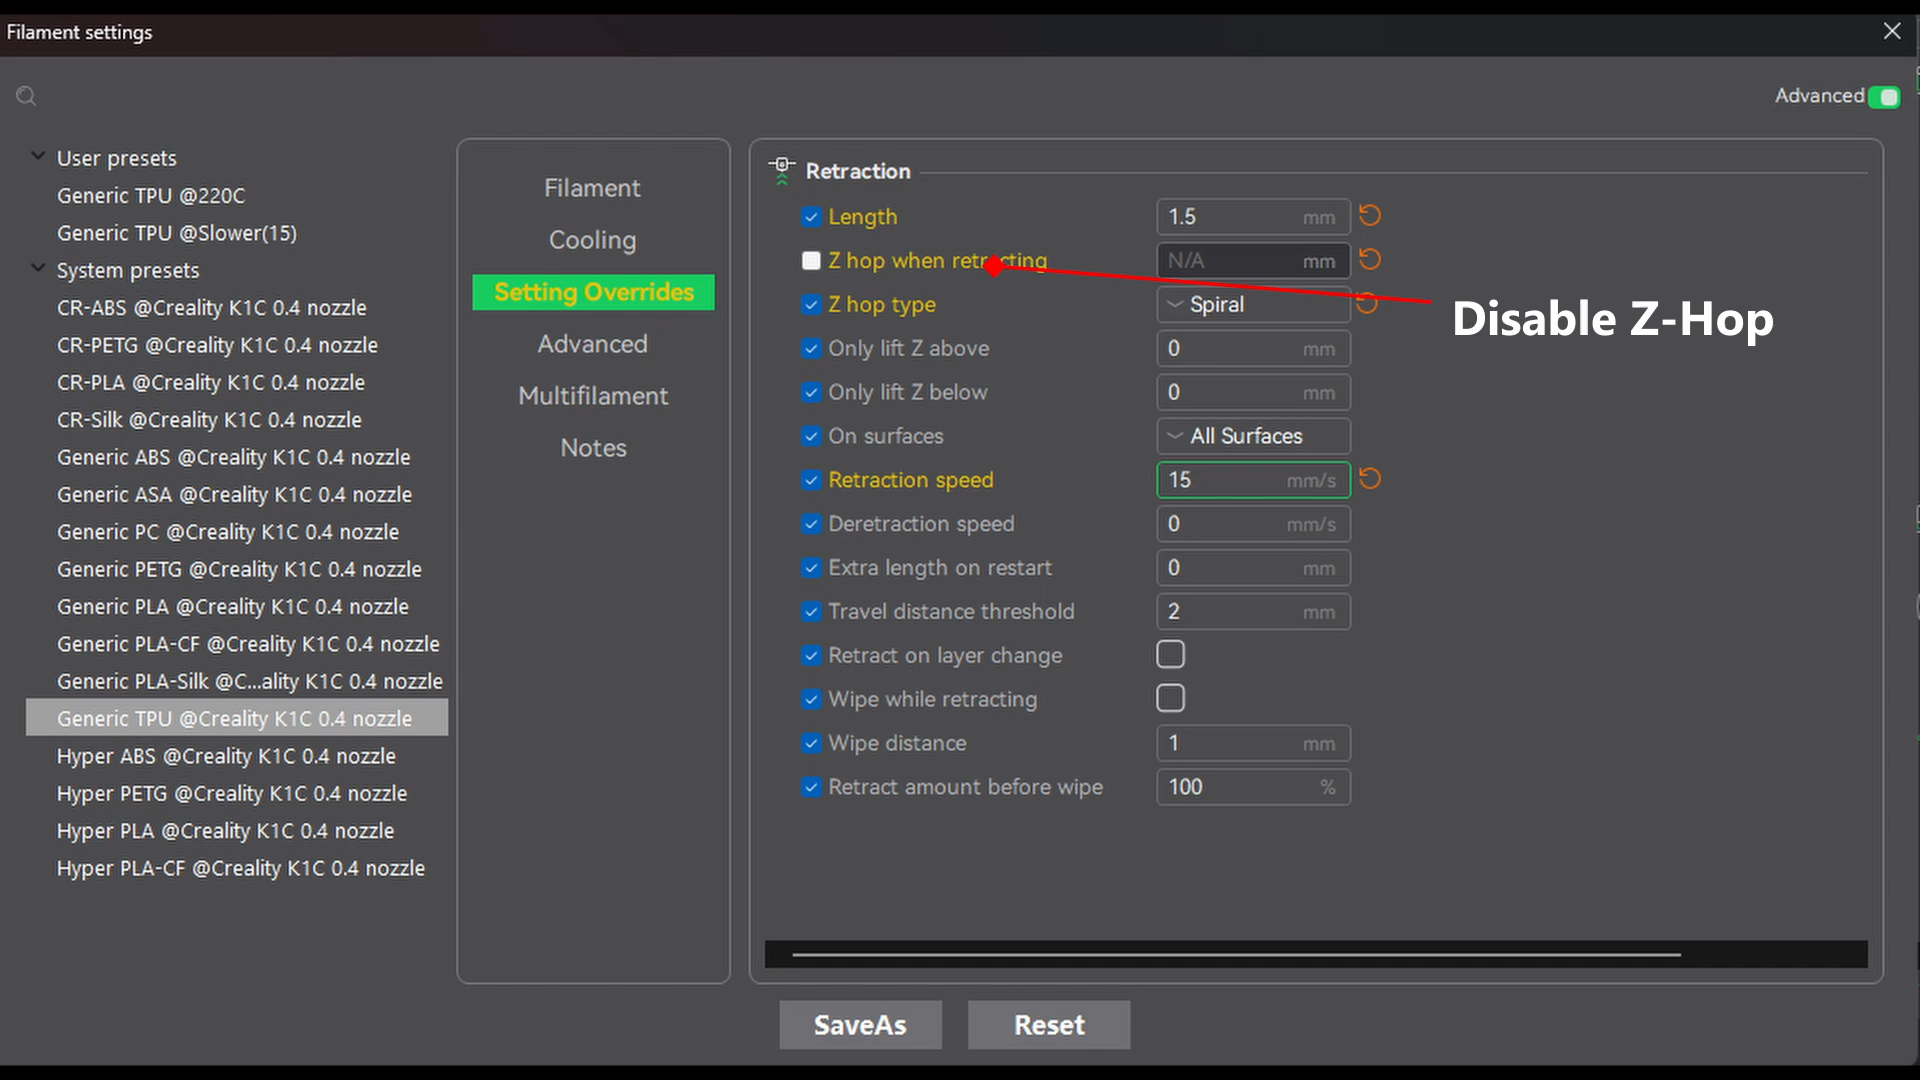 Filament settings
Advanced
User presets
Generic TPU @220C
Generic TPU @Slower(15)
System presets
CR-ABS @Creality K1C 0.4 nozzle
CR-PETG @Creality K1C 0.4 nozzle
CR-PLA @Creality K1C 0.4 nozzle
CR-Silk @Creality K1C 0.4 nozzle
Generic ABS @Creality K1C 0.4 nozzle
Generic ASA @Creality K1C 0.4 nozzle
Generic PC @Creality K1C 0.4 nozzle
Generic PETG @Creality K1C 0.4 nozzle
Generic PLA @Creality K1C 0.4 nozzle
Generic PLA-CF @Creality K1C 0.4 nozzle
Generic PLA-Silk @C...ality K1C 0.4 nozzle
Generic TPU @Creality K1C 0.4 nozzle
Hyper ABS @Creality K1C 0.4 nozzle
Hyper PETG @Creality K1C 0.4 nozzle
Hyper PLA @Creality K1C 0.4 nozzle
Hyper PLA-CF @Creality K1C 0.4 nozzle
Filament
Cooling
Setting Overrides
Advanced
Multifilament
Notes
Retraction
Length 1.5 mm
Z hop when retracting N/A mm
Z hop type Spiral
Only lift Z above 0 mm
Only lift Z below 0 mm
On surfaces All Surfaces
Retraction speed 15 mm/s
Deretraction speed 0 mm/s
Extra length on restart 0 mm
Travel distance threshold 2 mm
Retract on layer change
Wipe while retracting
Wipe distance 1 mm
Retract amount before wipe 100 %
Disable Z-Hop
SaveAs
Reset